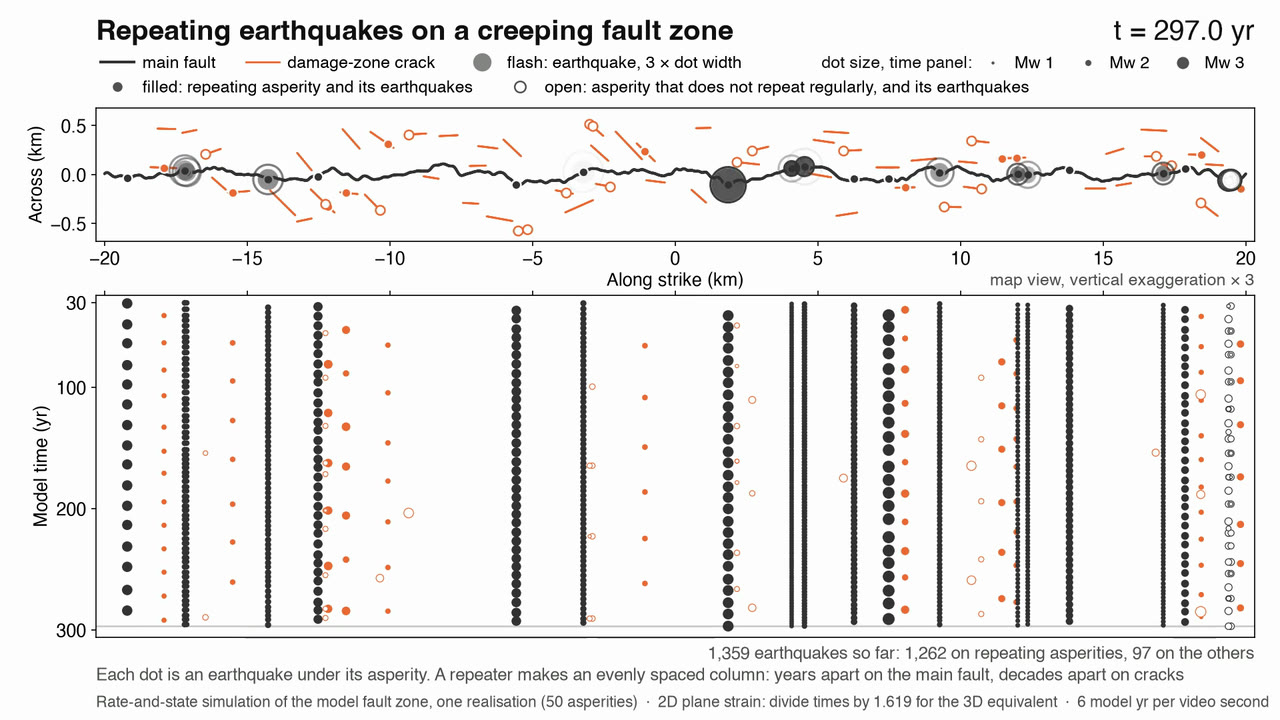 Repeating earthquakes on a creeping fault zone
t = 297.0 yr
main fault
damage-zone crack
flash: earthquake, 3 × dot width
dot size, time panel:
Mw 1
Mw 2
Mw 3
filled: repeating asperity and its earthquakes
open: asperity that does not repeat regularly, and its earthquakes
Across (km)
0.5
0.0
−0.5
−20
−15
−10
−5
0
5
10
15
20
Along strike (km)
map view, vertical exaggeration × 3
Model time (yr)
30
100
200
300
1,359 earthquakes so far: 1,262 on repeating asperities, 97 on the others
Each dot is an earthquake under its asperity. A repeater makes an evenly spaced column: years apart on the main fault, decades apart on cracks
Rate-and-state simulation of the model fault zone, one realisation (50 asperities) · 2D plane strain: divide times by 1.619 for the 3D equivalent · 6 model yr per video second